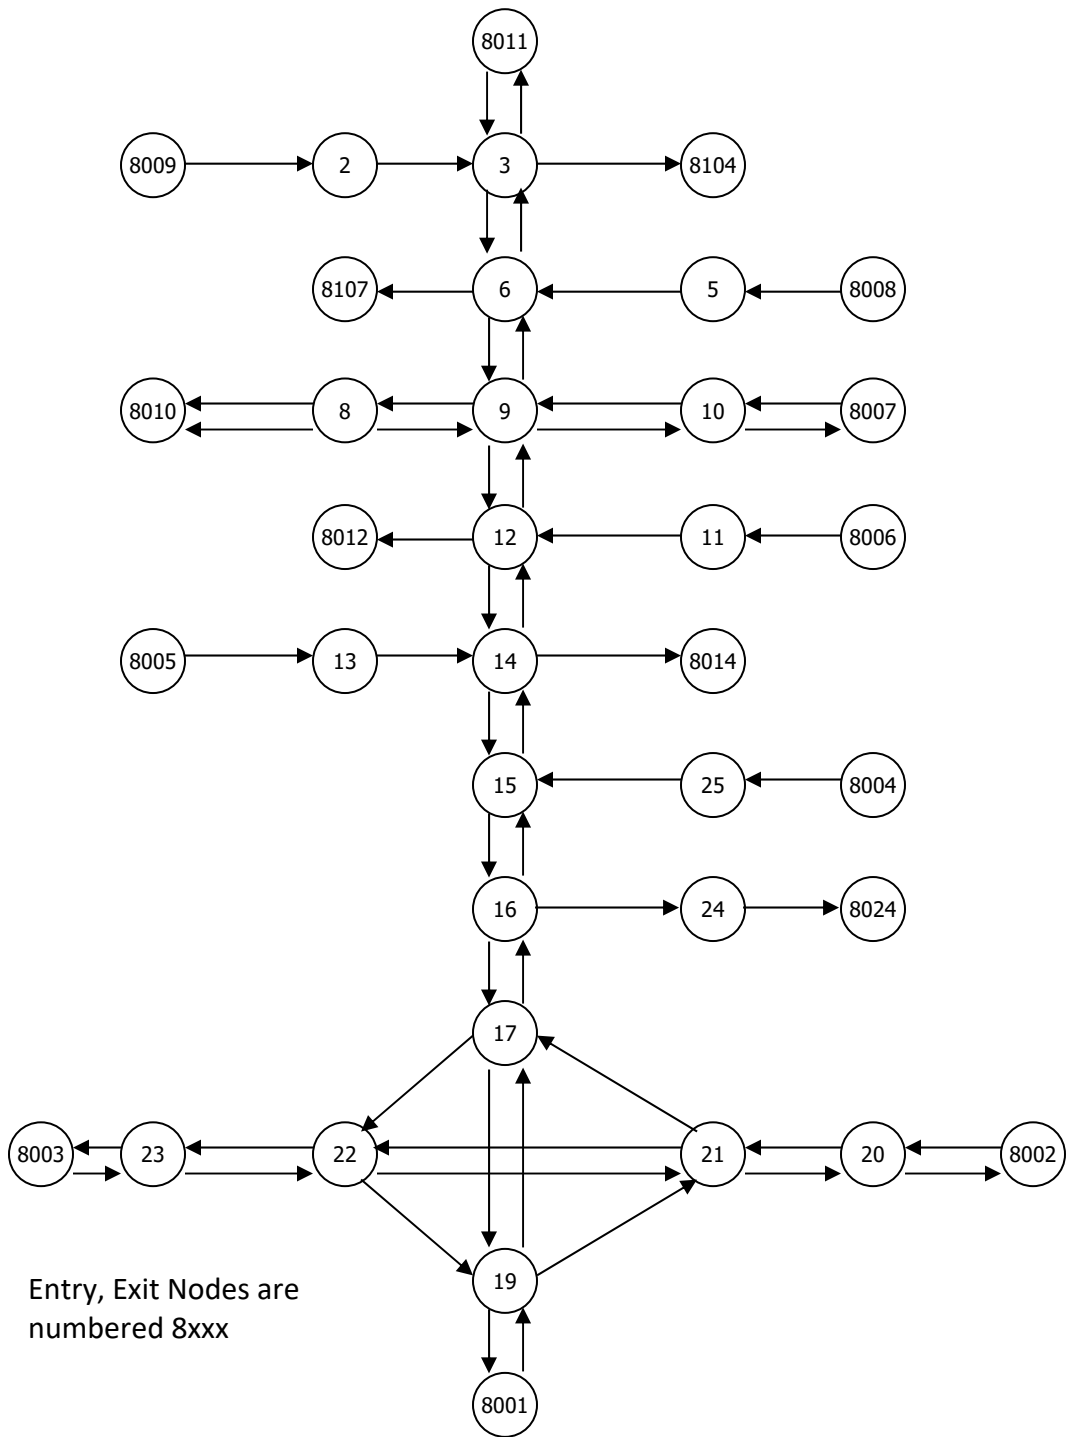 8011
8009 2 3 8104
8107 6 5 8008
8010 8 9 10 8007
8012 12 11 8006
8005 13 14 8014
15 25 8004
16 24 8024
17
8003 23 22 21 20 8002
19
Entry, Exit Nodes are
numbered 8xxx
8001